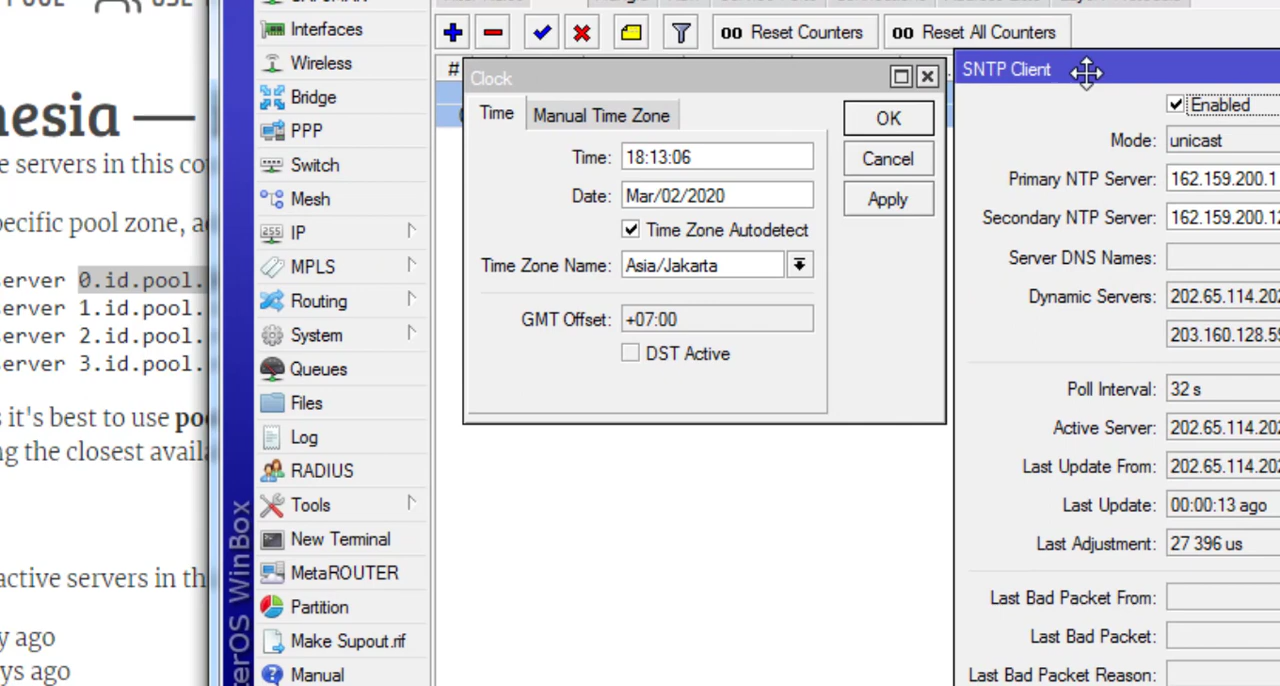 nesia —
e servers in this co
pecific pool zone, a
erver 0.id.pool.
erver 1.id.pool.
erver 2.id.pool.
erver 3.id.pool.
s it's best to use po
ng the closest avail
active servers in th
y ago
ys ago
terOS WinBox
Interfaces
Wireless
Bridge
PPP
Switch
Mesh
IP
MPLS
Routing
System
Queues
Files
Log
RADIUS
Tools
New Terminal
MetaROUTER
Partition
Make Supout.rif
Manual
00 Reset Counters
00 Reset All Counters
#
Clock
Time
Manual Time Zone
Time: 18:13:06
Date: Mar/02/2020
Time Zone Autodetect
Time Zone Name: Asia/Jakarta
GMT Offset: +07:00
DST Active
OK
Cancel
Apply
SNTP Client
Enabled
Mode: unicast
Primary NTP Server: 162.159.200.1
Secondary NTP Server: 162.159.200.12
Server DNS Names:
Dynamic Servers: 202.65.114.202
203.160.128.59
Poll Interval: 32 s
Active Server: 202.65.114.202
Last Update From: 202.65.114.202
Last Update: 00:00:13 ago
Last Adjustment: 27 396 us
Last Bad Packet From:
Last Bad Packet:
Last Bad Packet Reason: